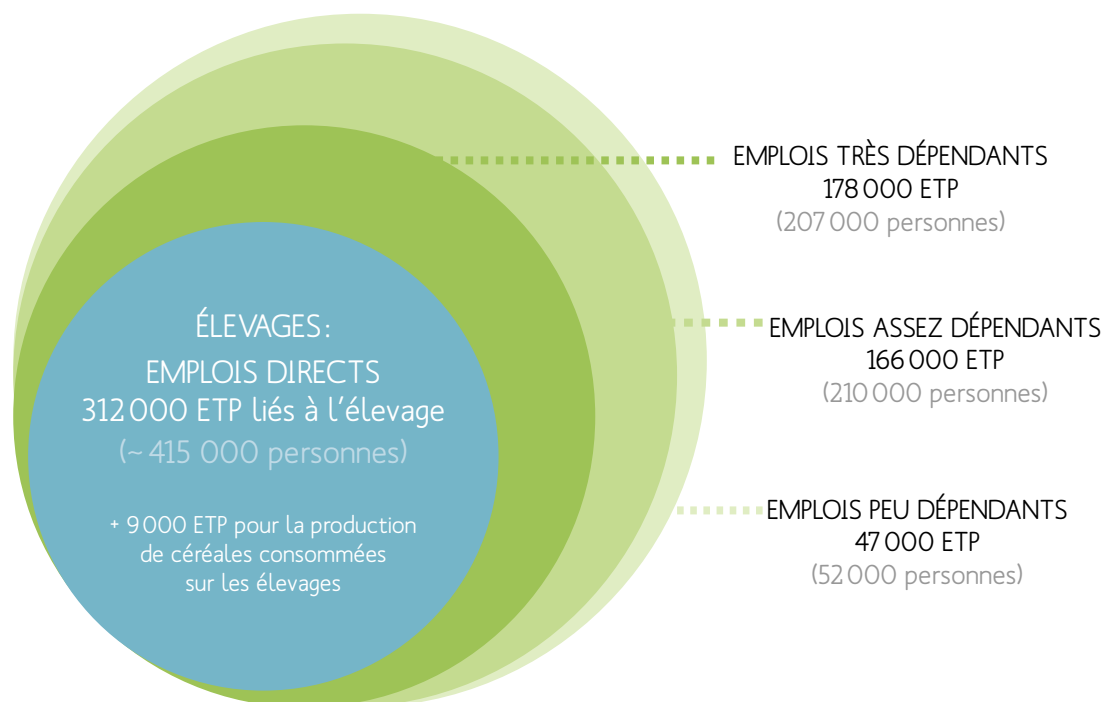 EMPLOIS TRÈS DÉPENDANTS
178 000 ETP
(207 000 personnes)
ÉLEVAGES :
EMPLOIS DIRECTS
312 000 ETP liés à l'élevage
(~ 415 000 personnes)
+ 9 000 ETP pour la production
de céréales consommées
sur les élevages
EMPLOIS ASSEZ DÉPENDANTS
166 000 ETP
(210 000 personnes)
EMPLOIS PEU DÉPENDANTS
47 000 ETP
(52 000 personnes)